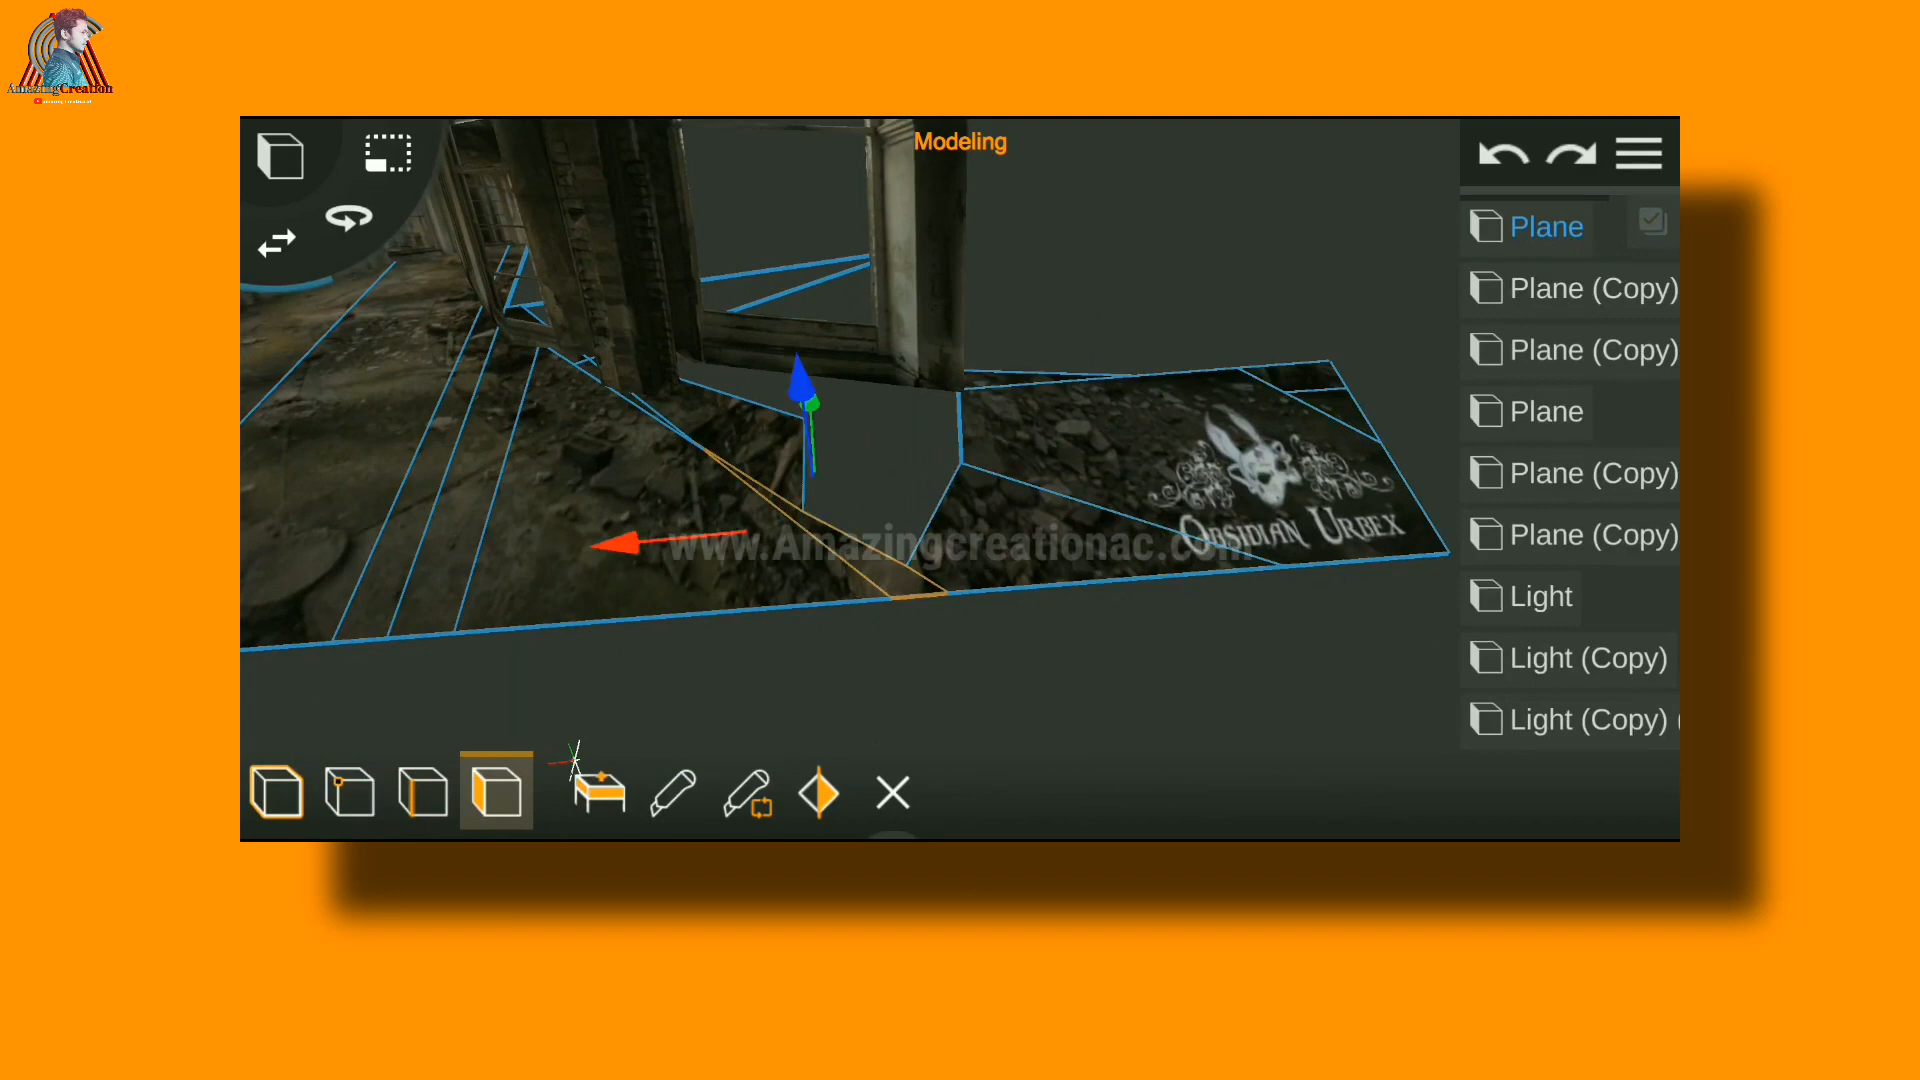 AmazingCreation
Modeling
Plane
Plane (Copy)
Plane (Copy)
Plane
Plane (Copy)
Plane (Copy)
Light
Light (Copy)
Light (Copy) (
OBSIDIAN URBEX
www.Amazingcreationac.com